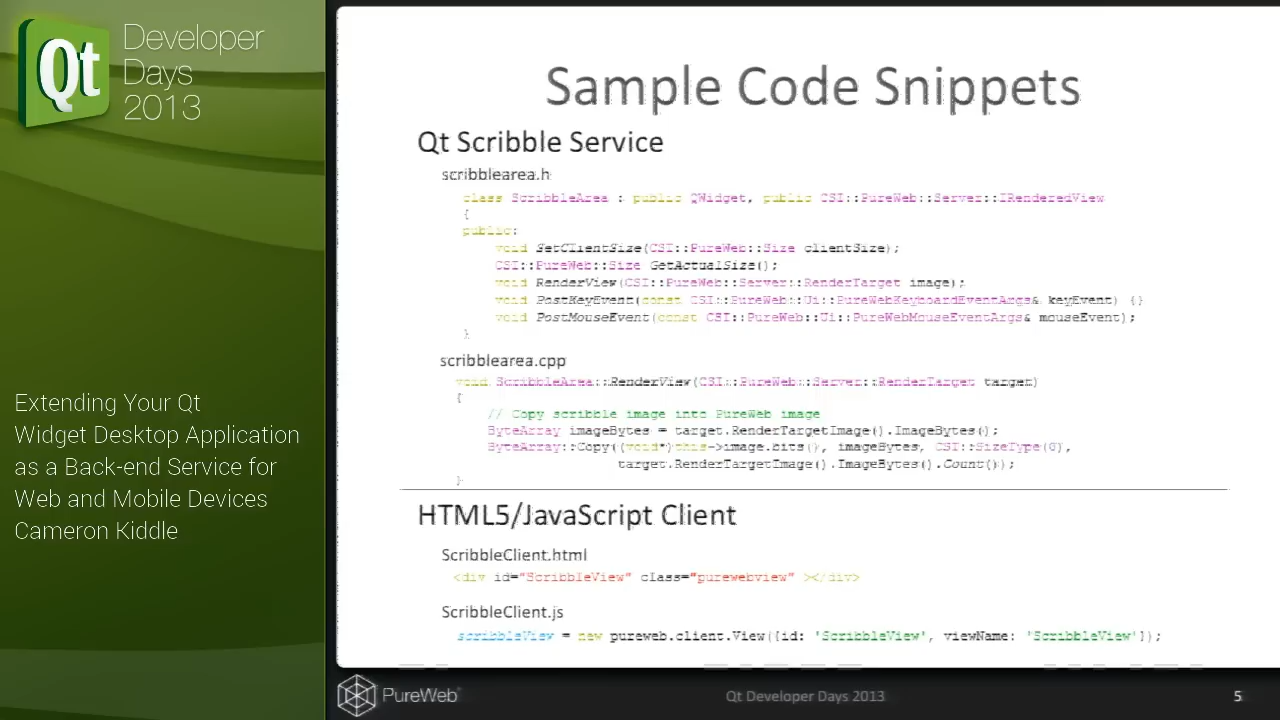 Qt Developer
Days
2013
Extending Your Qt
Widget Desktop Application
as a Back-end Service for
Web and Mobile Devices
Cameron Kiddle
Sample Code Snippets
Qt Scribble Service
scribblearea.h
class ScribbleArea : public QWidget, public CSI::PureWeb::Server::IRenderedView
{
public:
void SetClientSize(CSI::PureWeb::Size clientSize);
CSI::PureWeb::Size GetActualSize();
void RenderView(CSI::PureWeb::Server::RenderTarget image);
void PostKeyEvent(const CSI::PureWeb::Ui::PureWebKeyboardEventArgs& keyEvent) {}
void PostMouseEvent(const CSI::PureWeb::Ui::PureWebMouseEventArgs& mouseEvent);
}
scribblearea.cpp
void ScribbleArea::RenderView(CSI::PureWeb::Server::RenderTarget target)
{
// Copy scribble image into PureWeb image
ByteArray imageBytes = target.RenderTargetImage().ImageBytes();
ByteArray::Copy((void*)this->image.bits(), imageBytes, CSI::SizeType(0),
target.RenderTargetImage().ImageBytes().Count());
}
HTML5/JavaScript Client
ScribbleClient.html
<div id="ScribbleView" class="purewebview" ></div>
ScribbleClient.js
scribbleView = new pureweb.client.View({id: 'ScribbleView', viewName: 'ScribbleView'});
PureWeb
Qt Developer Days 2013
5